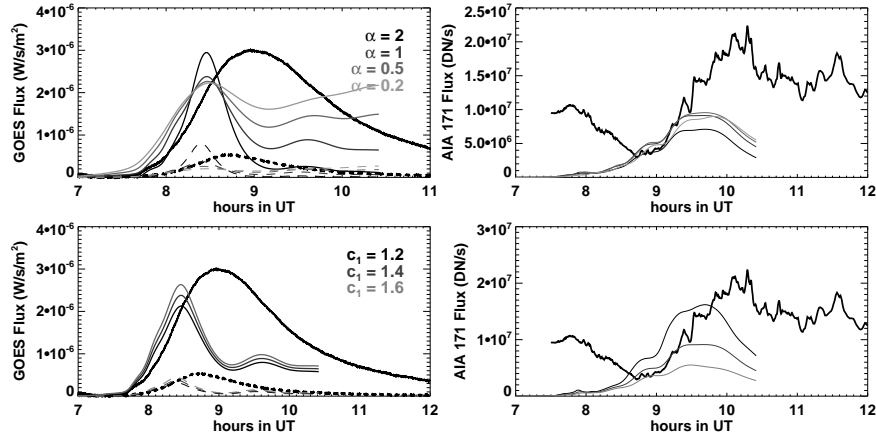 4•10⁻⁶
3•10⁻⁶
2•10⁻⁶
1•10⁻⁶
0
GOES Flux (W/s/m²)
α = 2
α = 1
α = 0.5
α = 0.2
7 8 9 10 11
hours in UT
2.5•10⁷
2.0•10⁷
1.5•10⁷
1.0•10⁷
5.0•10⁶
0
AIA 171 Flux (DN/s)
7 8 9 10 11 12
hours in UT
4•10⁻⁶
3•10⁻⁶
2•10⁻⁶
1•10⁻⁶
0
GOES Flux (W/s/m²)
c₁ = 1.2
c₁ = 1.4
c₁ = 1.6
7 8 9 10 11 12
hours in UT
3•10⁷
2•10⁷
1•10⁷
0
AIA 171 Flux (DN/s)
7 8 9 10 11 12
hours in UT